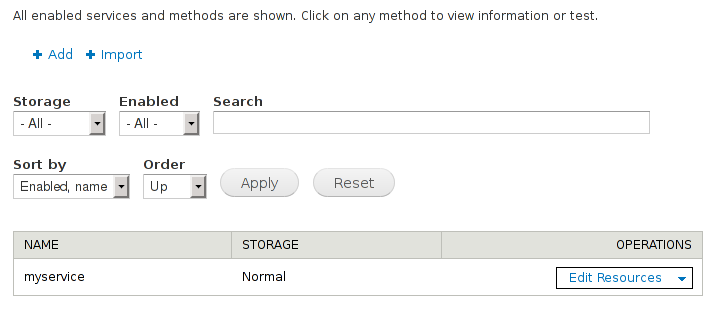 All enabled services and methods are shown. Click on any method to view information or test.
Add Import
Storage Enabled Search
- All - - All -
Sort by Order
Enabled, name Up Apply Reset
NAME STORAGE OPERATIONS
myservice Normal Edit Resources